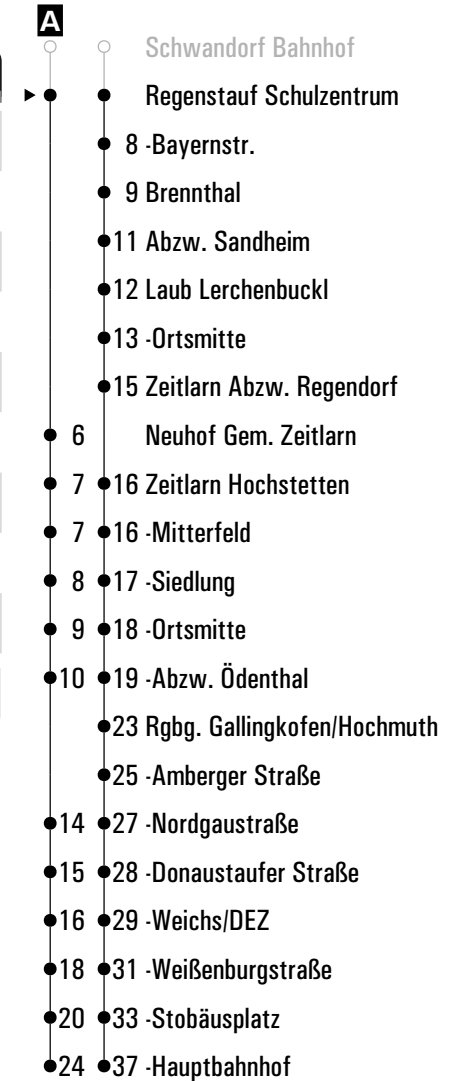 A
Schwandorf Bahnhof
Regenstauf Schulzentrum
8 -Bayernstr.
9 Brennthal
11 Abzw. Sandheim
12 Laub Lerchenbuckl
13 -Ortsmitte
15 Zeitlarn Abzw. Regendorf
6 Neuhof Gem. Zeitlarn
7 16 Zeitlarn Hochstetten
7 16 -Mitterfeld
8 17 -Siedlung
9 18 -Ortsmitte
10 19 -Abzw. Ödenthal
23 Rgbg. Gallingkofen/Hochmuth
25 -Amberger Straße
14 27 -Nordgaustraße
15 28 -Donaustaufer Straße
16 29 -Weichs/DEZ
18 31 -Weißenburgstraße
20 33 -Stobäusplatz
24 37 -Hauptbahnhof